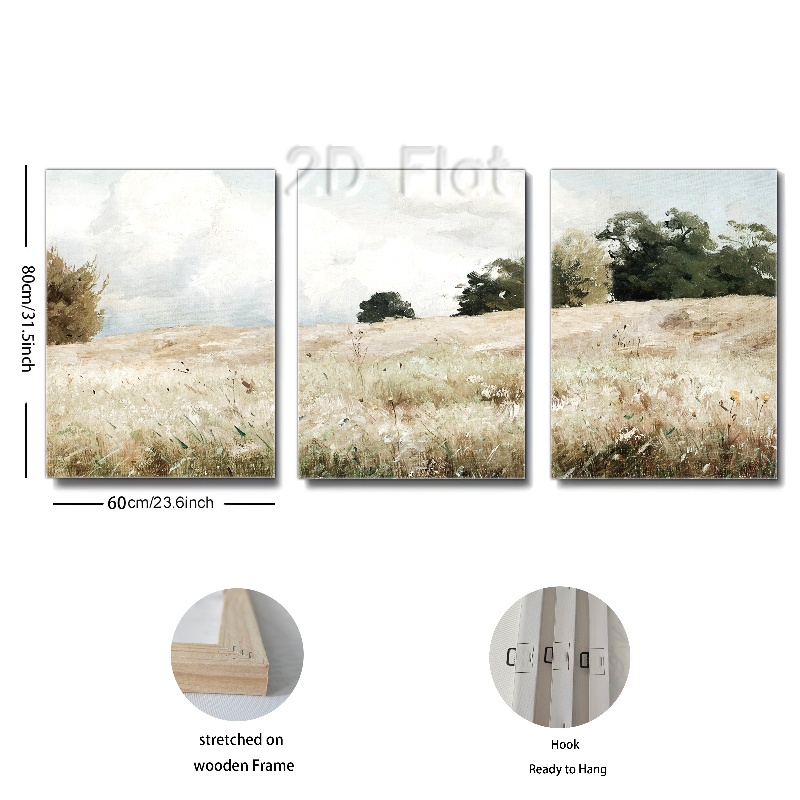 2D Flat
80cm/31.5inch
60cm/23.6inch
stretched on
wooden Frame
Hook
Ready to Hang